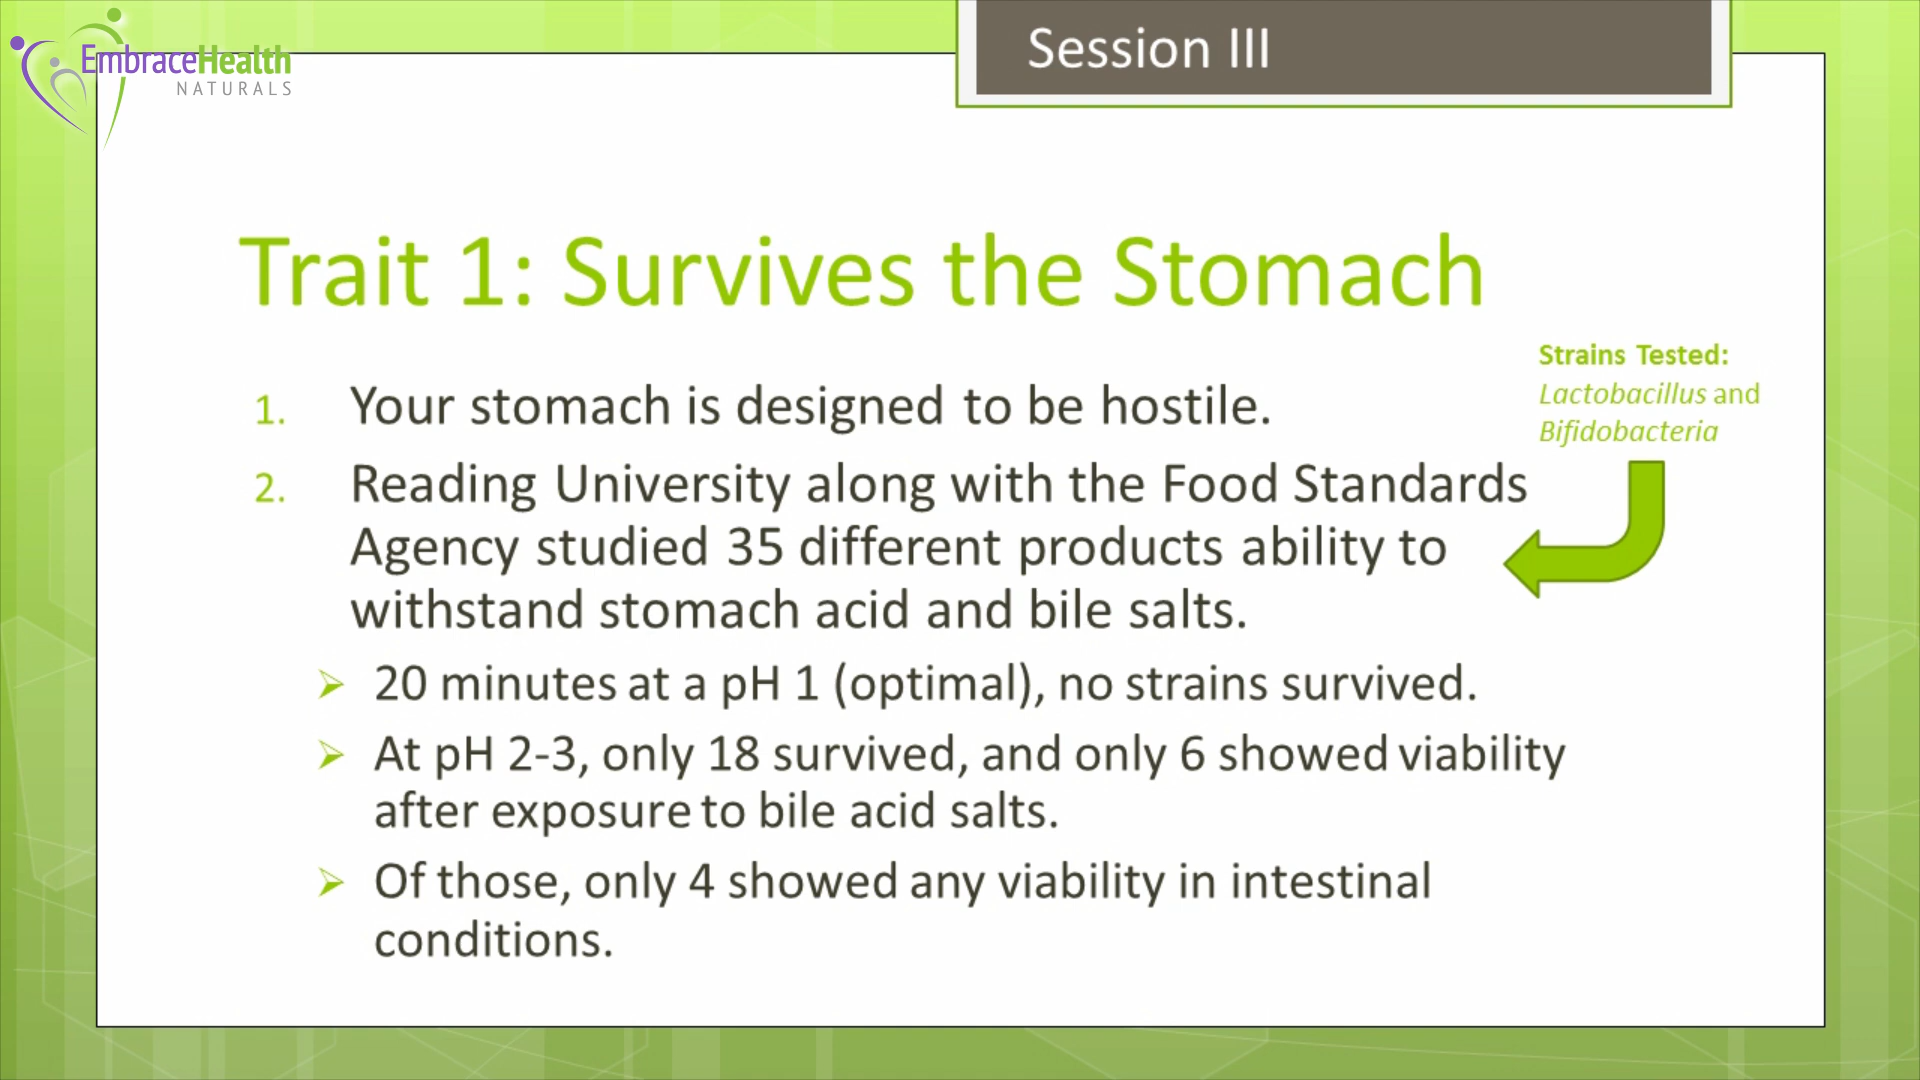 EmbraceHealth
NATURALS
Session III
Trait 1: Survives the Stomach
Strains Tested:
Lactobacillus and
Bifidobacteria
1. Your stomach is designed to be hostile.
2. Reading University along with the Food Standards
Agency studied 35 different products ability to
withstand stomach acid and bile salts.
➢ 20 minutes at a pH 1 (optimal), no strains survived.
➢ At pH 2-3, only 18 survived, and only 6 showed viability
after exposure to bile acid salts.
➢ Of those, only 4 showed any viability in intestinal
conditions.